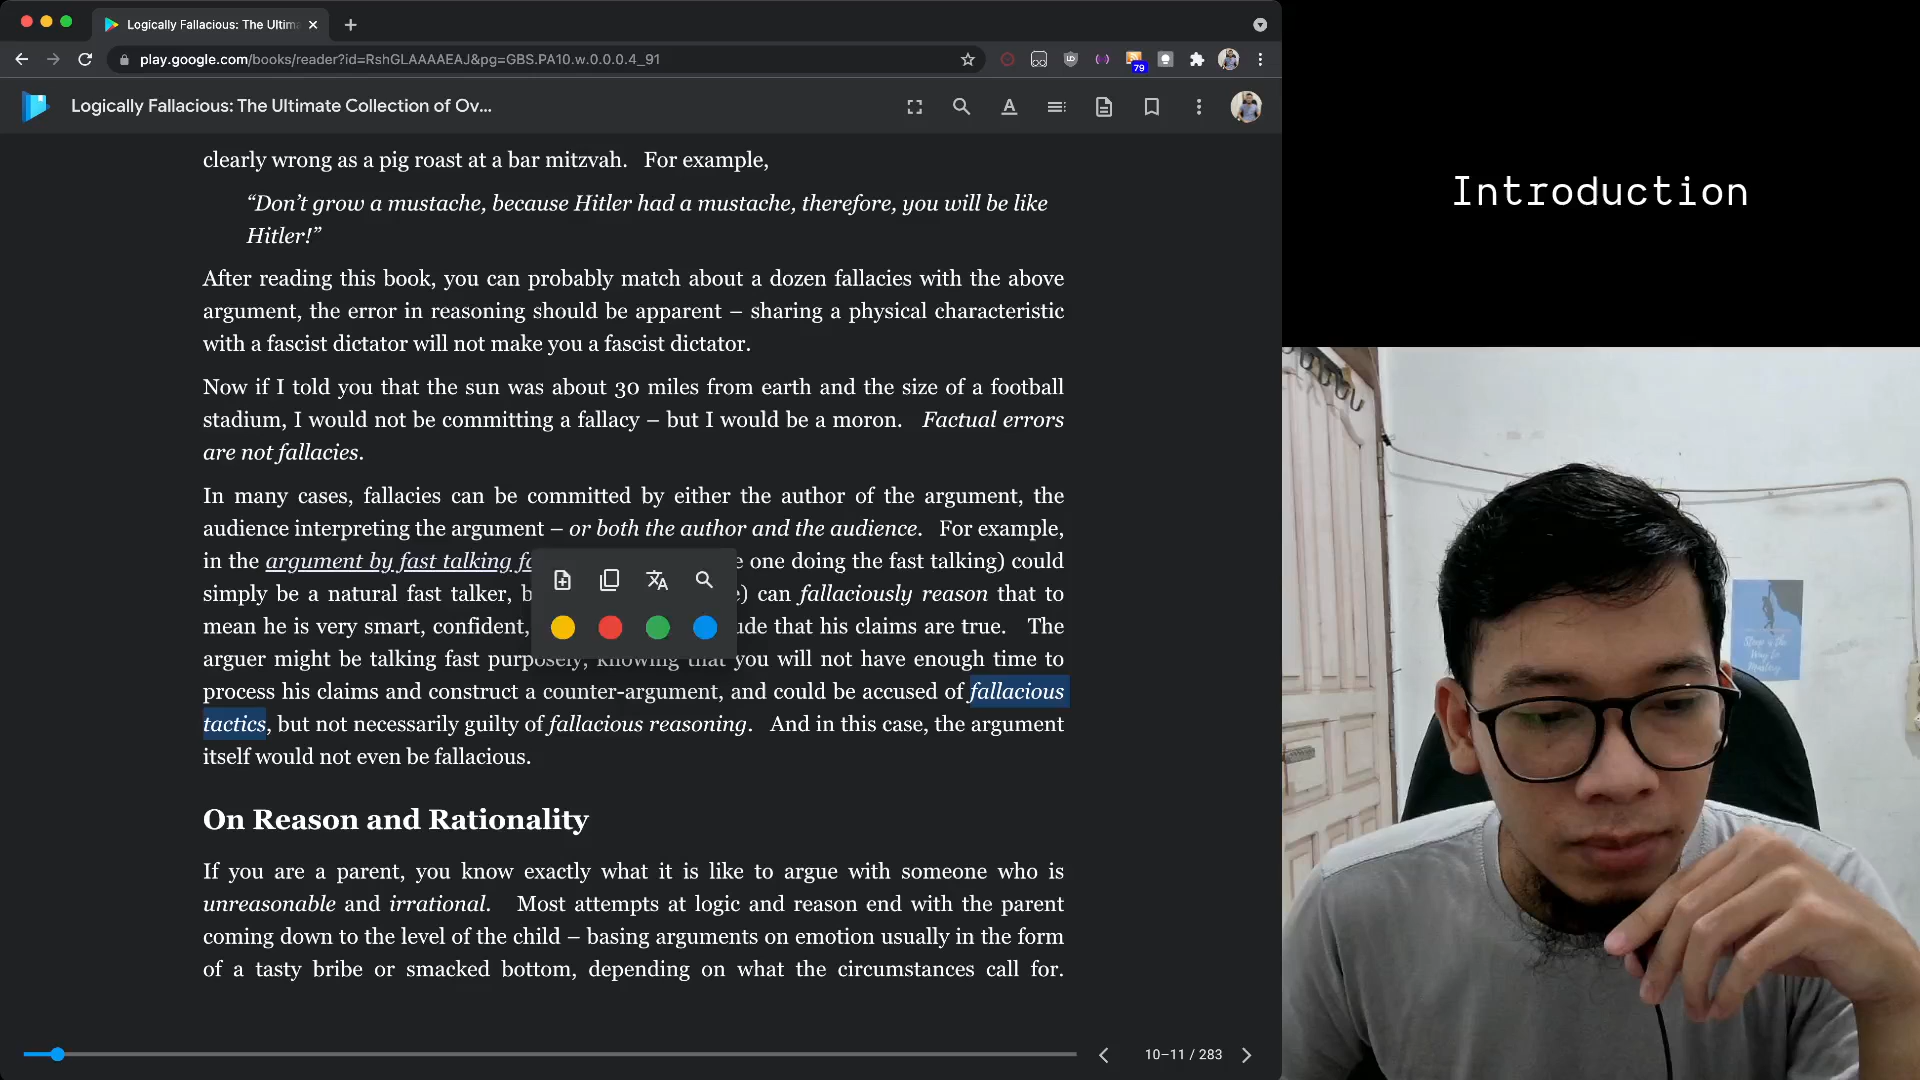 Logically Fallacious: The Ultim
play.google.com/books/reader?id=RshGLAAAAEAJ&pg=GBS.PA10.w.0.0.0.4_91
79
Logically Fallacious: The Ultimate Collection of Ov...
Introduction
clearly wrong as a pig roast at a bar mitzvah. For example,
“Don’t grow a mustache, because Hitler had a mustache, therefore, you will be like
Hitler!”
After reading this book, you can probably match about a dozen fallacies with the above
argument, the error in reasoning should be apparent – sharing a physical characteristic
with a fascist dictator will not make you a fascist dictator.
Now if I told you that the sun was about 30 miles from earth and the size of a football
stadium, I would not be committing a fallacy – but I would be a moron. Factual errors
are not fallacies.
In many cases, fallacies can be committed by either the author of the argument, the
audience interpreting the argument – or both the author and the audience. For example,
in the argument by fast talking one doing the fast talking) could
simply be a natural fast talker, can fallaciously reason that to
mean he is very smart, confident, that his claims are true. The
arguer might be talking fast purposely, knowing that you will not have enough time to
process his claims and construct a counter-argument, and could be accused of fallacious
tactics, but not necessarily guilty of fallacious reasoning. And in this case, the argument
itself would not even be fallacious.
On Reason and Rationality
If you are a parent, you know exactly what it is like to argue with someone who is
unreasonable and irrational. Most attempts at logic and reason end with the parent
coming down to the level of the child – basing arguments on emotion usually in the form
of a tasty bribe or smacked bottom, depending on what the circumstances call for.
10–11 / 283